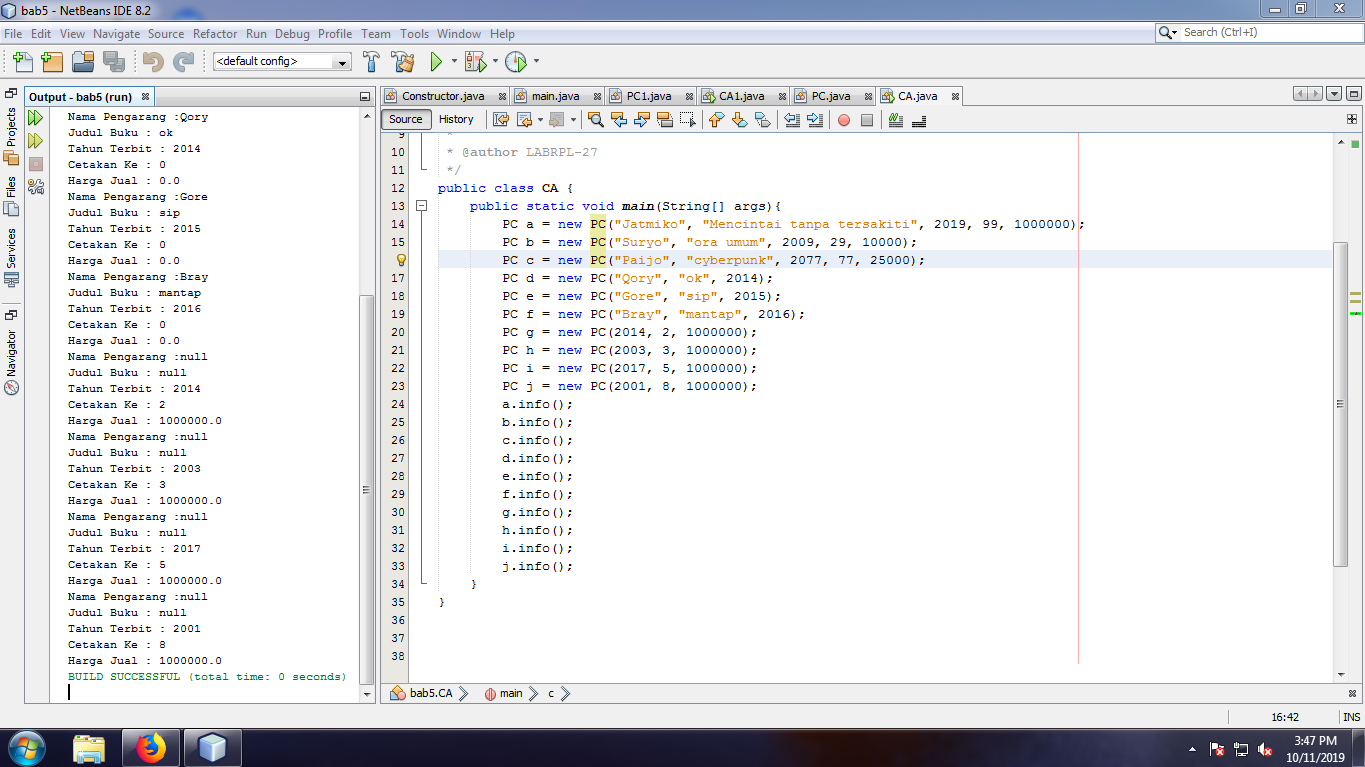 bab5 - NetBeans IDE 8.2
File Edit View Navigate Source Refactor Run Debug Profile Team Tools Window Help
Search (Ctrl+I)
<default config>
Projects
Files
Services
Navigator
Output - bab5 (run)
Nama Pengarang :Qory
Judul Buku : ok
Tahun Terbit : 2014
Cetakan Ke : 0
Harga Jual : 0.0
Nama Pengarang :Gore
Judul Buku : sip
Tahun Terbit : 2015
Cetakan Ke : 0
Harga Jual : 0.0
Nama Pengarang :Bray
Judul Buku : mantap
Tahun Terbit : 2016
Cetakan Ke : 0
Harga Jual : 0.0
Nama Pengarang :null
Judul Buku : null
Tahun Terbit : 2014
Cetakan Ke : 2
Harga Jual : 1000000.0
Nama Pengarang :null
Judul Buku : null
Tahun Terbit : 2003
Cetakan Ke : 3
Harga Jual : 1000000.0
Nama Pengarang :null
Judul Buku : null
Tahun Terbit : 2017
Cetakan Ke : 5
Harga Jual : 1000000.0
Nama Pengarang :null
Judul Buku : null
Tahun Terbit : 2001
Cetakan Ke : 8
Harga Jual : 1000000.0
BUILD SUCCESSFUL (total time: 0 seconds)
Constructor.java main.java PC1.java CA1.java PC.java CA.java
Source History
9 *
10 * @author LABRPL-27
11 */
12 public class CA {
13 public static void main(String[] args){
14 PC a = new PC("Jatmiko", "Mencintai tanpa tersakiti", 2019, 99, 1000000);
15 PC b = new PC("Suryo", "ora umum", 2009, 29, 10000);
PC c = new PC("Paijo", "cyberpunk", 2077, 77, 25000);
17 PC d = new PC("Qory", "ok", 2014);
18 PC e = new PC("Gore", "sip", 2015);
19 PC f = new PC("Bray", "mantap", 2016);
20 PC g = new PC(2014, 2, 1000000);
21 PC h = new PC(2003, 3, 1000000);
22 PC i = new PC(2017, 5, 1000000);
23 PC j = new PC(2001, 8, 1000000);
24 a.info();
25 b.info();
26 c.info();
27 d.info();
28 e.info();
29 f.info();
30 g.info();
31 h.info();
32 i.info();
33 j.info();
34 }
35 }
36
37
38
bab5.CA main c
16:42 INS
3:47 PM
10/11/2019